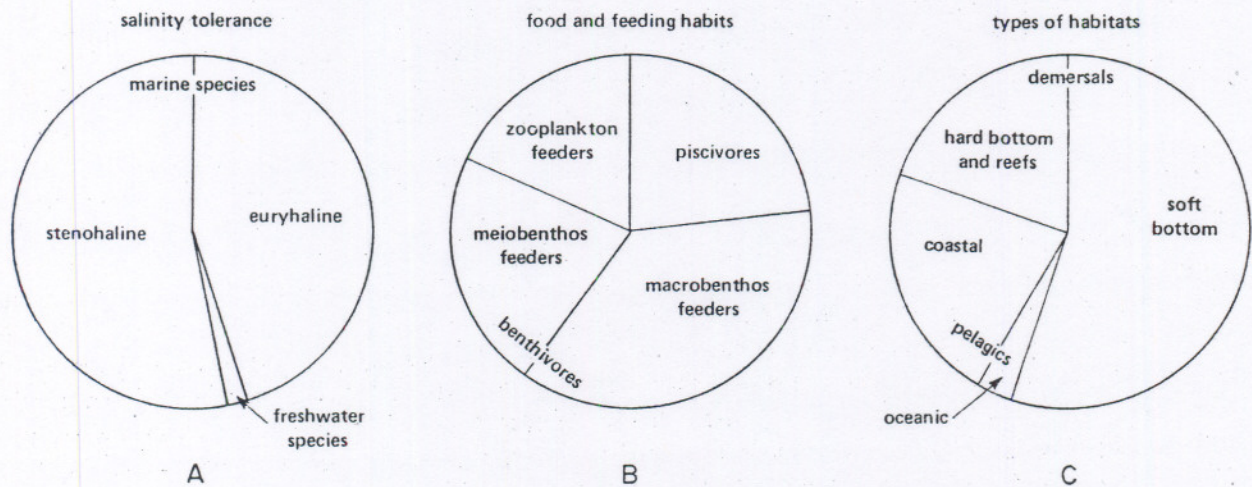 salinity tolerance
marine species
stenohaline
euryhaline
freshwater
species
A
food and feeding habits
zooplankton
feeders
piscivores
meiobenthos
feeders
macrobenthos
feeders
benthivores
B
types of habitats
demersals
hard bottom
and reefs
soft
bottom
coastal
pelagics
oceanic
C